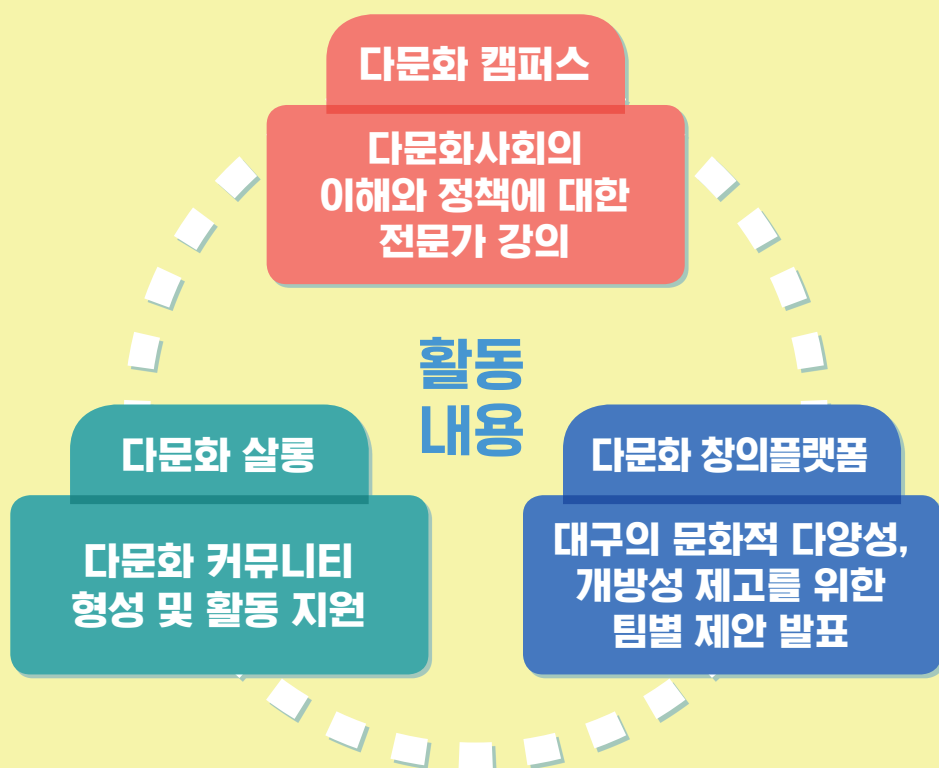 다문화 캠퍼스
다문화사회의
이해와 정책에 대한
전문가 강의
활동
내용
다문화 살롱
다문화 커뮤니티
형성 및 활동 지원
다문화 창의플랫폼
대구의 문화적 다양성,
개방성 제고를 위한
팀별 제안 발표